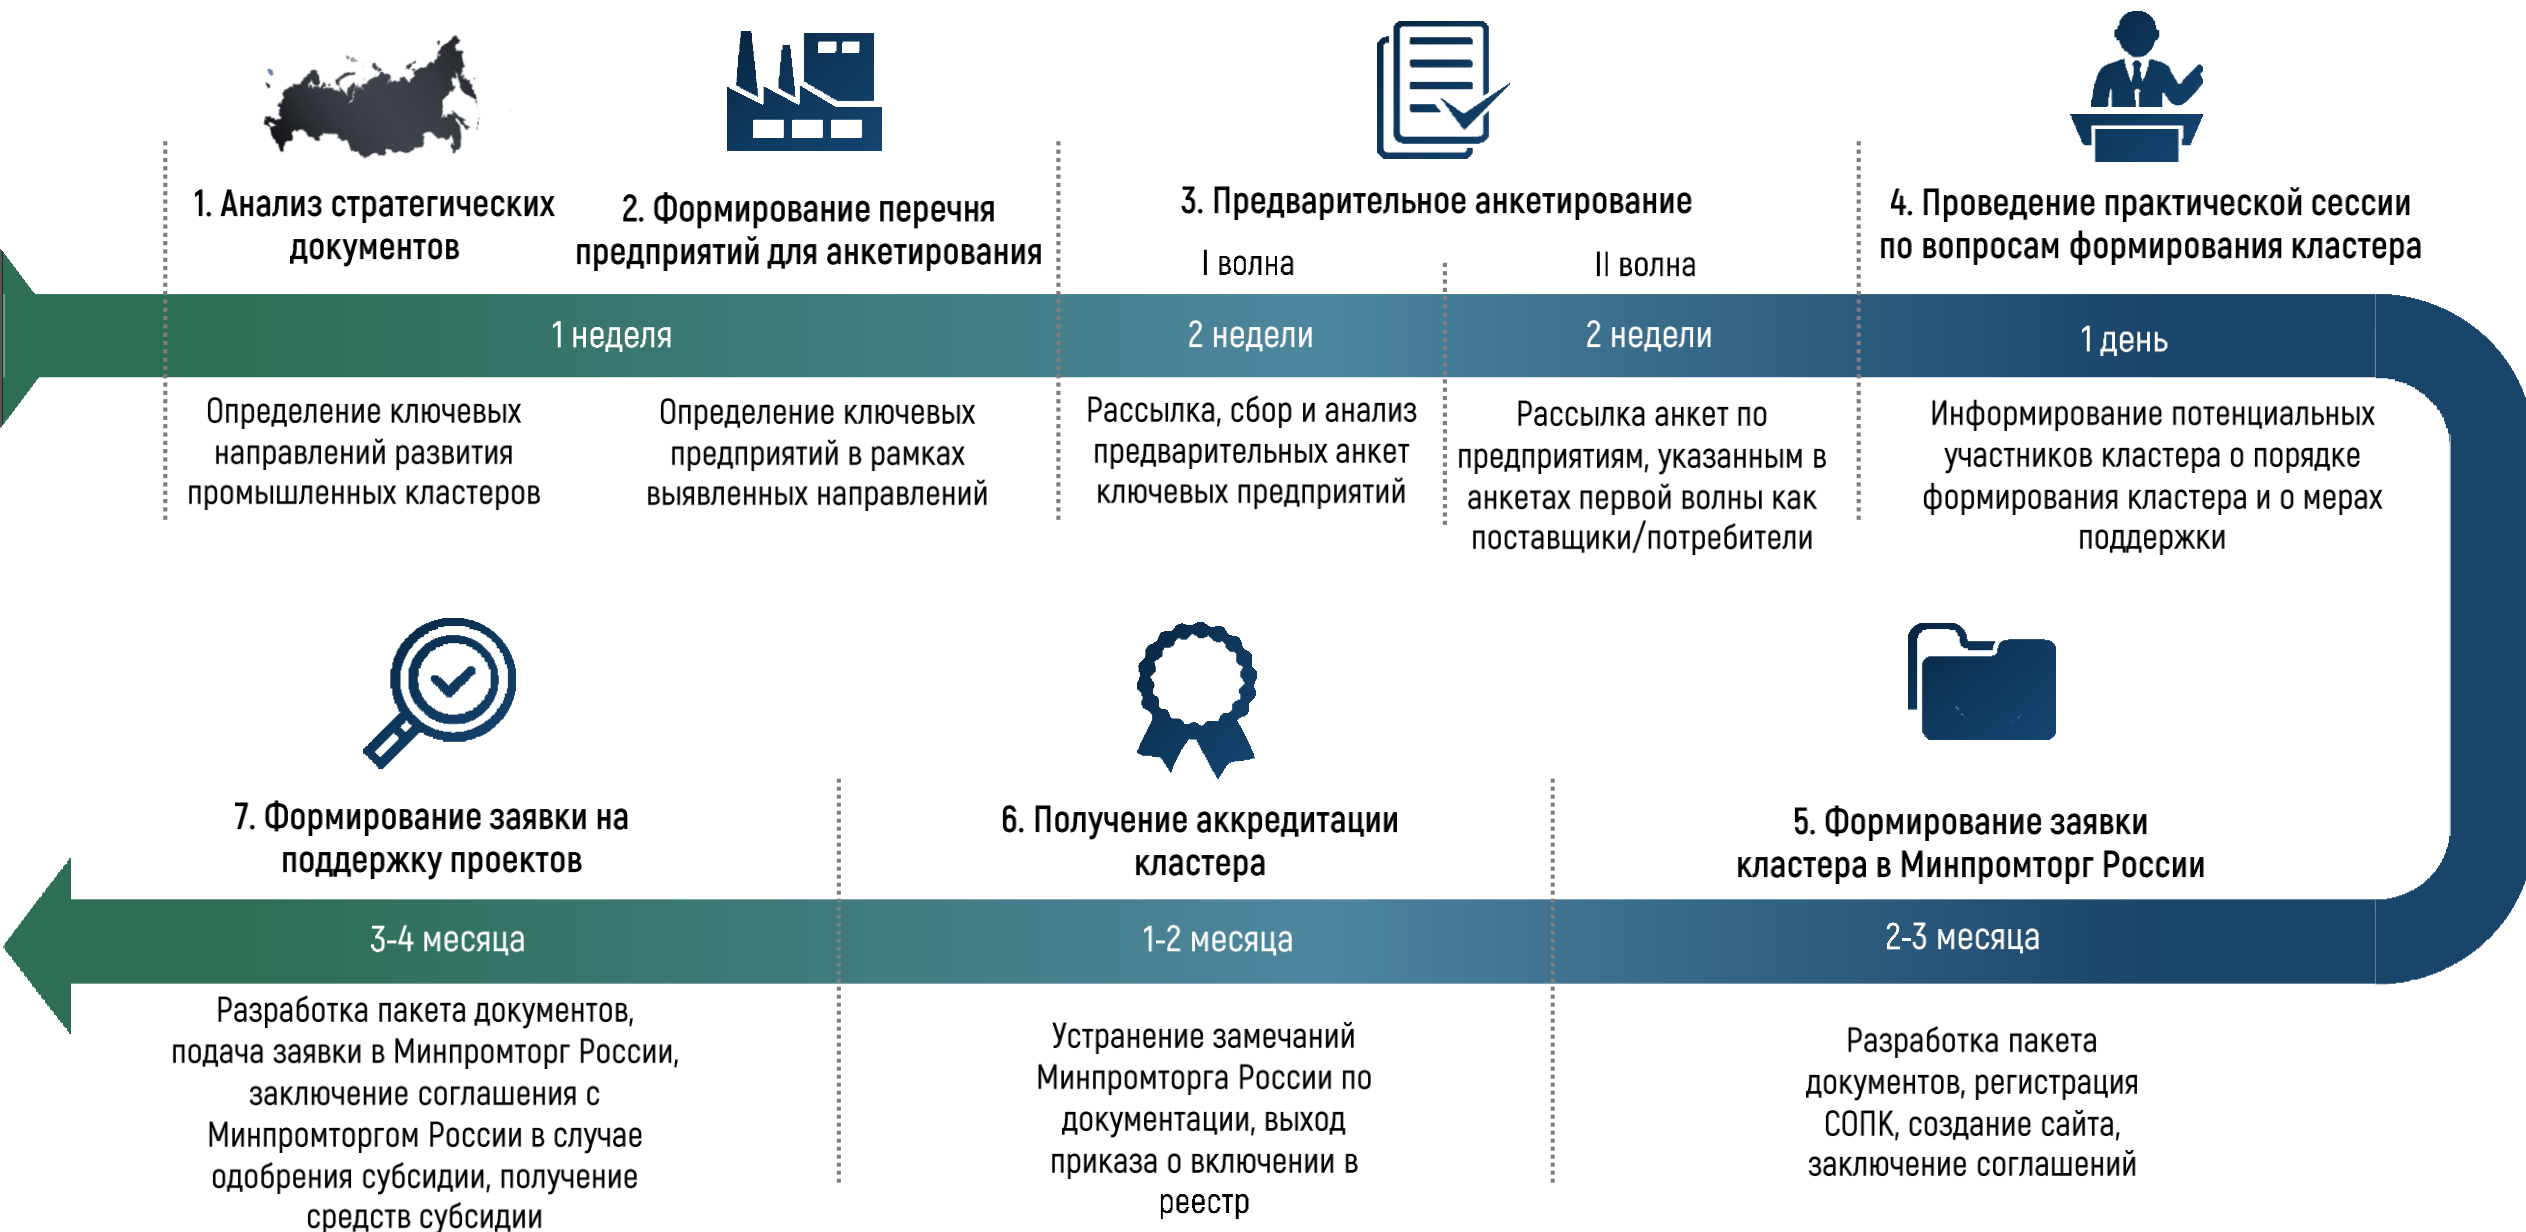 1. Анализ стратегических
документов
2. Формирование перечня
предприятий для анкетирования
3. Предварительное анкетирование
I волна
II волна
4. Проведение практической сессии
по вопросам формирования кластера
1 неделя
2 недели
2 недели
1 день
Определение ключевых
направлений развития
промышленных кластеров
Определение ключевых
предприятий в рамках
выявленных направлений
Рассылка, сбор и анализ
предварительных анкет
ключевых предприятий
Рассылка анкет по
предприятиям, указанным в
анкетах первой волны как
поставщики/потребители
Информирование потенциальных
участников кластера о порядке
формирования кластера и о мерах
поддержки
5. Формирование заявки
кластера в Минпромторг России
2-3 месяца
Разработка пакета
документов, регистрация
СОПК, создание сайта,
заключение соглашений
6. Получение аккредитации
кластера
1-2 месяца
Устранение замечаний
Минпромторга России по
документации, выход
приказа о включении в
реестр
7. Формирование заявки на
поддержку проектов
3-4 месяца
Разработка пакета документов,
подача заявки в Минпромторг России,
заключение соглашения с
Минпромторгом России в случае
одобрения субсидии, получение
средств субсидии